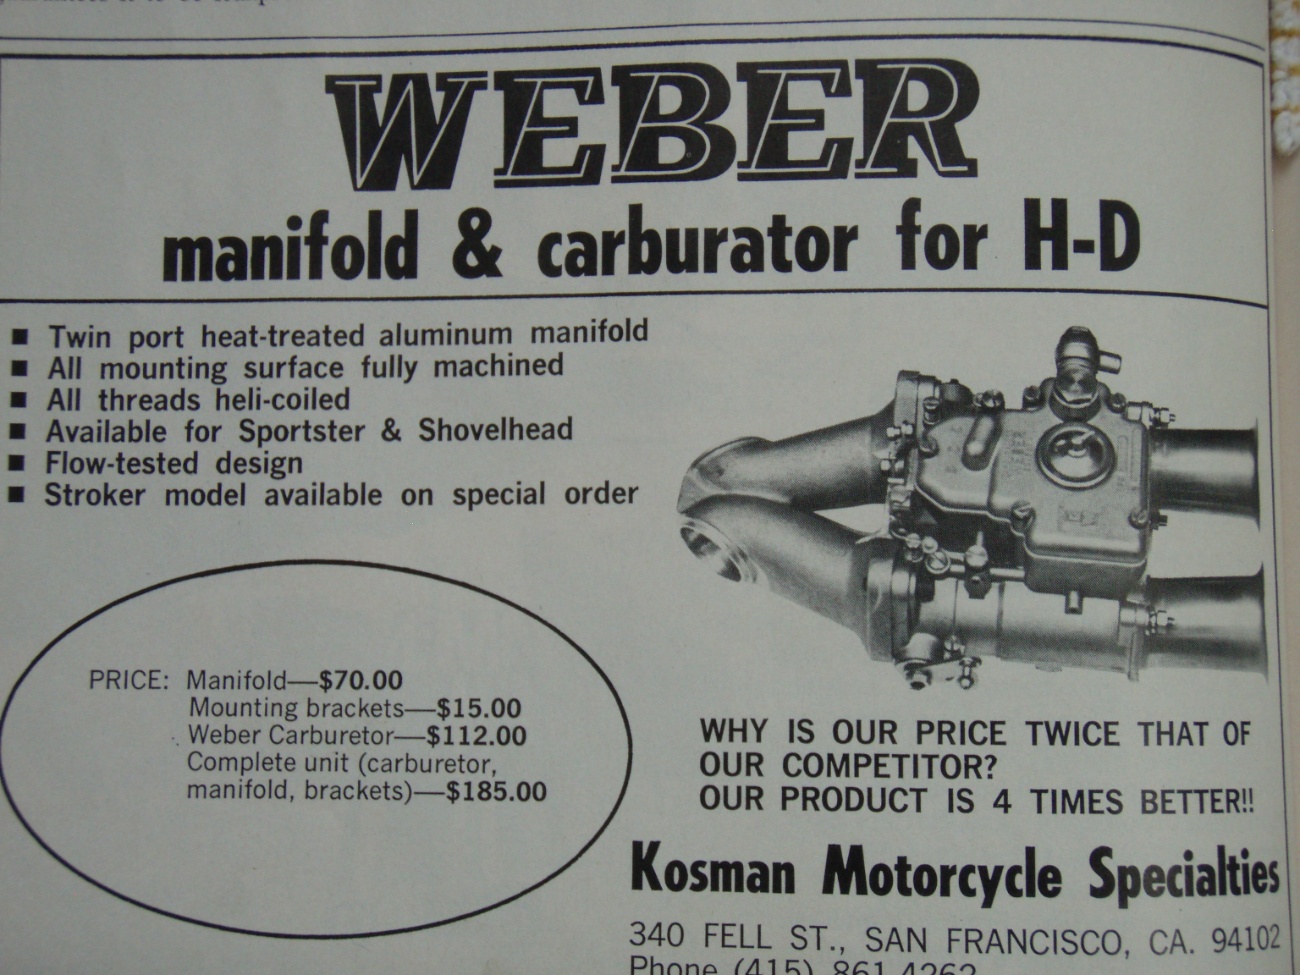 WEBER
manifold & carburator for H-D
■ Twin port heat-treated aluminum manifold
■ All mounting surface fully machined
■ All threads heli-coiled
■ Available for Sportster & Shovelhead
■ Flow-tested design
■ Stroker model available on special order
PRICE: Manifold—$70.00
Mounting brackets—$15.00
Weber Carburetor—$112.00
Complete unit (carburetor,
manifold, brackets)—$185.00
WHY IS OUR PRICE TWICE THAT OF
OUR COMPETITOR?
OUR PRODUCT IS 4 TIMES BETTER!!
Kosman Motorcycle Specialties
340 FELL ST., SAN FRANCISCO, CA. 94102
Phone (415) 861-4262